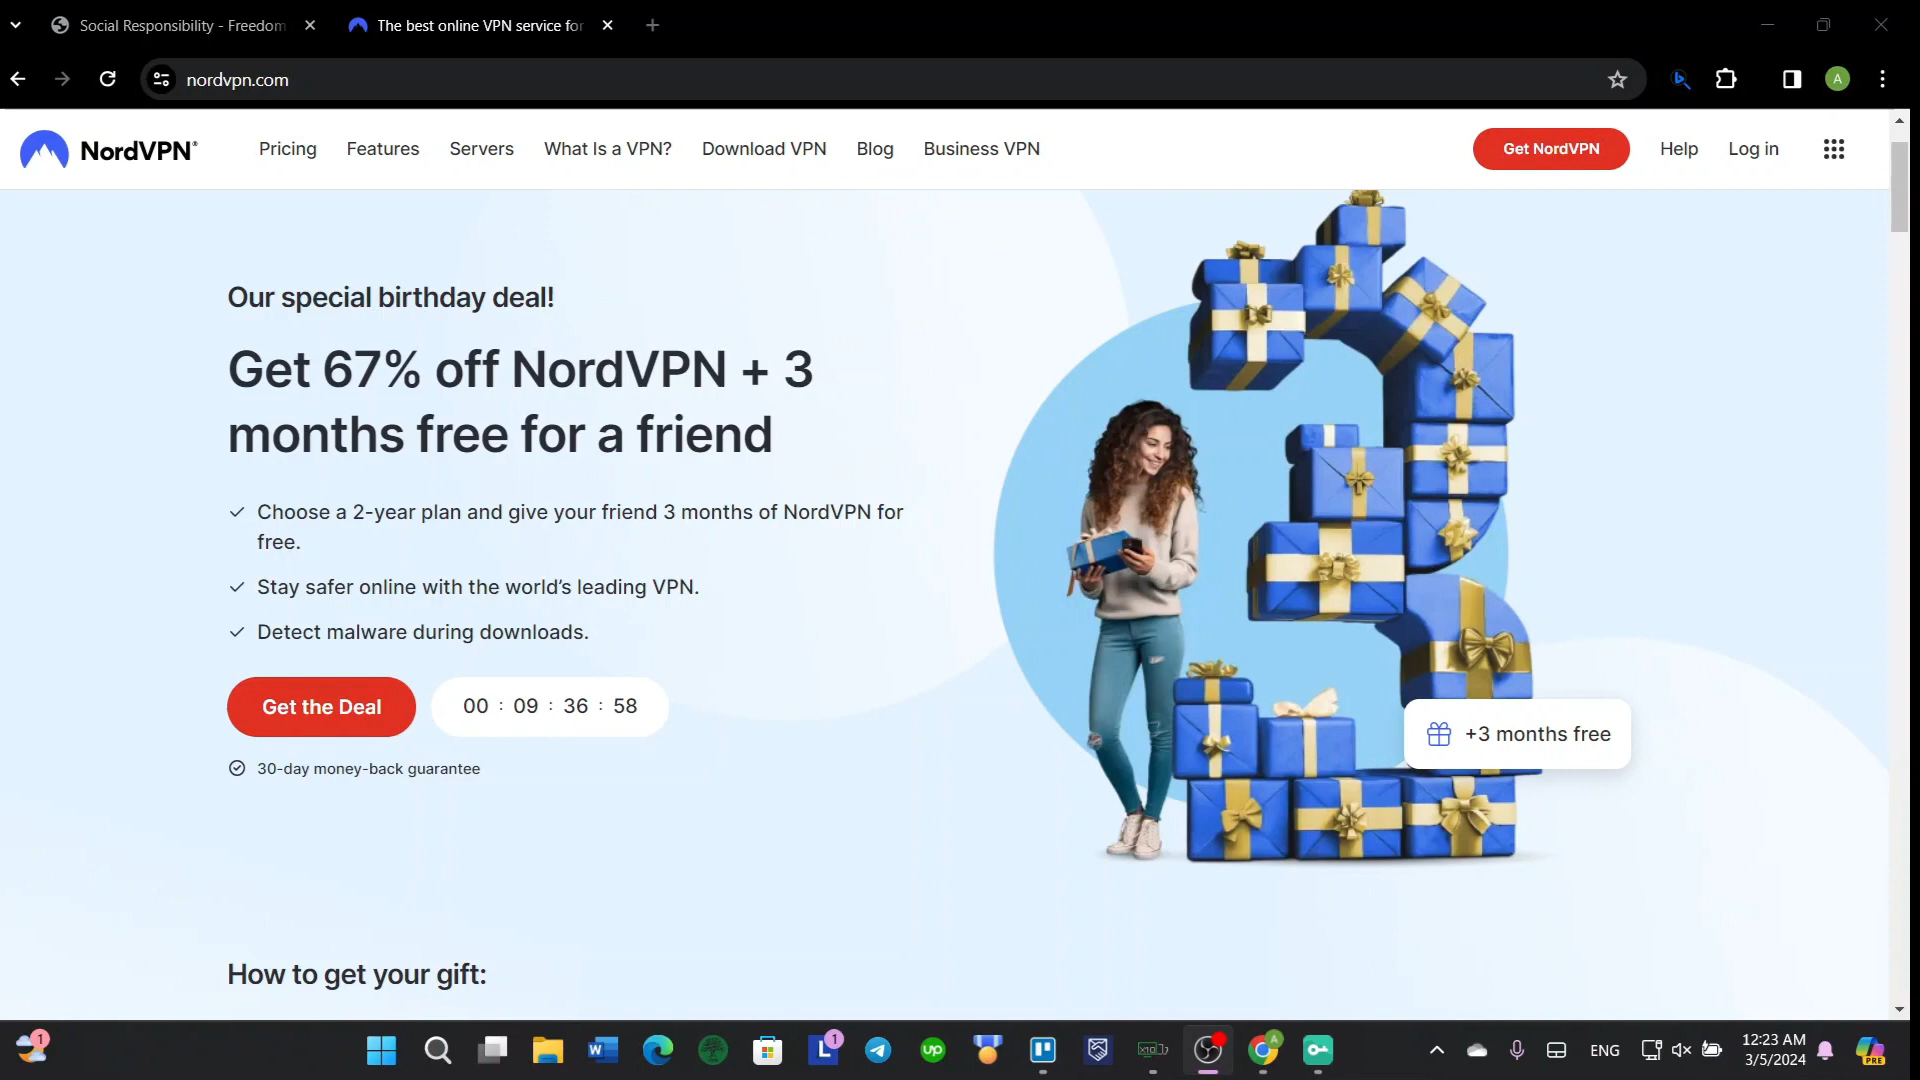 Social Responsibility - Freedom
The best online VPN service for
nordvpn.com
A
NordVPN®
Pricing
Features
Servers
What Is a VPN?
Download VPN
Blog
Business VPN
Get NordVPN
Help
Log in
Our special birthday deal!
Get 67% off NordVPN + 3
months free for a friend
Choose a 2-year plan and give your friend 3 months of NordVPN for
free.
Stay safer online with the world’s leading VPN.
Detect malware during downloads.
Get the Deal
00 : 09 : 36 : 58
+3 months free
30-day money-back guarantee
How to get your gift:
1
W
L
1
up
A
ENG
12:23 AM
3/5/2024
PRE